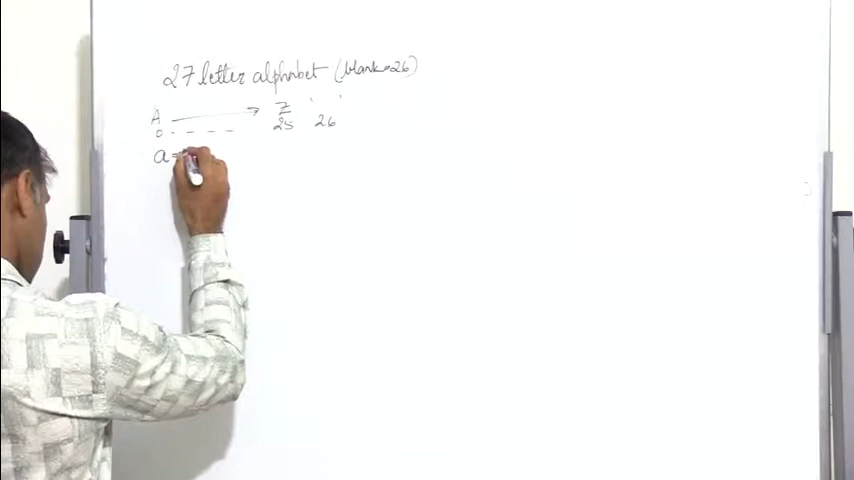 27 letter alphabet (blank=26)
A → Z ' '
0 - - - - 25 26
a=